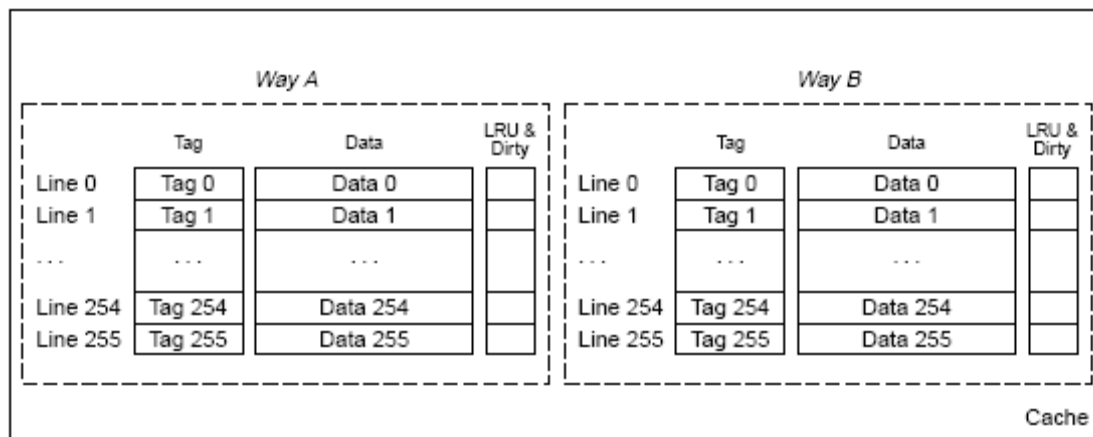 Way A Way B
Tag Data LRU & Dirty Tag Data LRU & Dirty
Line 0 Tag 0 Data 0 Line 0 Tag 0 Data 0
Line 1 Tag 1 Data 1 Line 1 Tag 1 Data 1
... ... ... ... ... ...
Line 254 Tag 254 Data 254 Line 254 Tag 254 Data 254
Line 255 Tag 255 Data 255 Line 255 Tag 255 Data 255
Cache